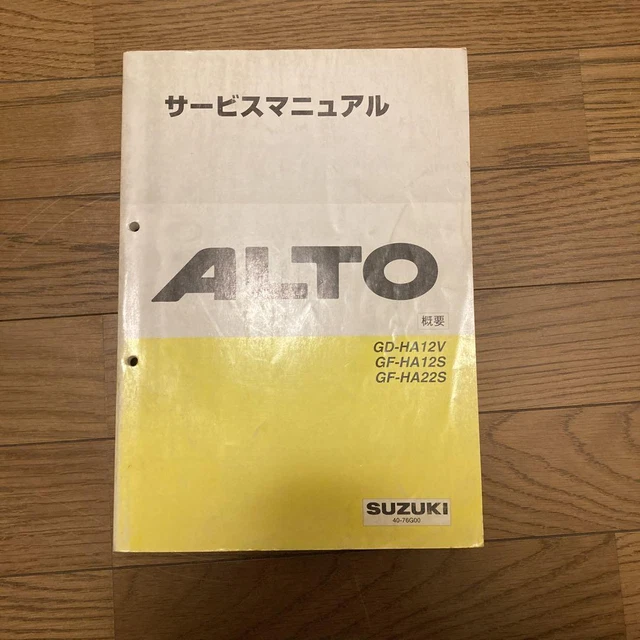 サービスマニュアル
ALTO
概要
GD-HA12V
GF-HA12S
GF-HA22S
SUZUKI
40-76G00